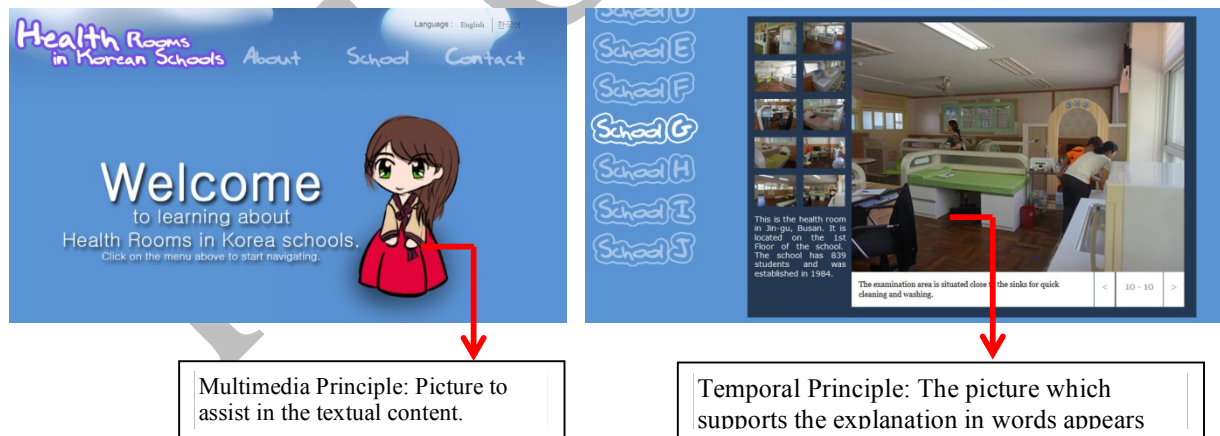 Language : English | 한국어
Health Rooms
in Korean Schools
About School Contact
Welcome
to learning about
Health Rooms in Korea schools.
Click on the menu above to start navigating.
Multimedia Principle: Picture to
assist in the textual content.
School E
School F
School G
School H
School I
School J
This is the health room
in Jin-gu, Busan. It is
located on the 1st
Floor of the school.
The school has 839
students and was
established in 1984.
The examination area is situated close to the sinks for quick
cleaning and washing.
< 10 - 10 >
Temporal Principle: The picture which
supports the explanation in words appears